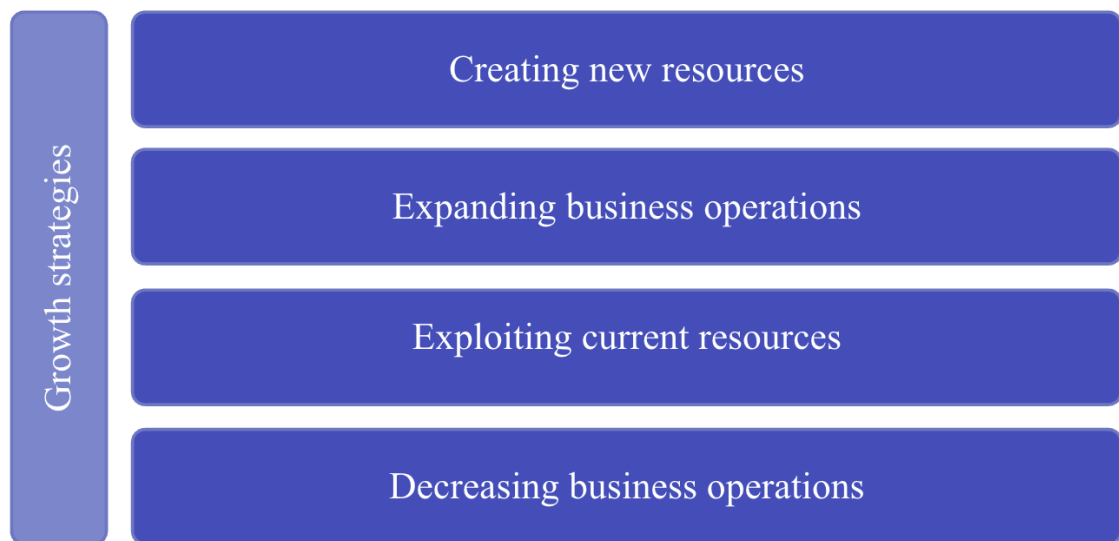 Growth strategies
Creating new resources
Expanding business operations
Exploiting current resources
Decreasing business operations